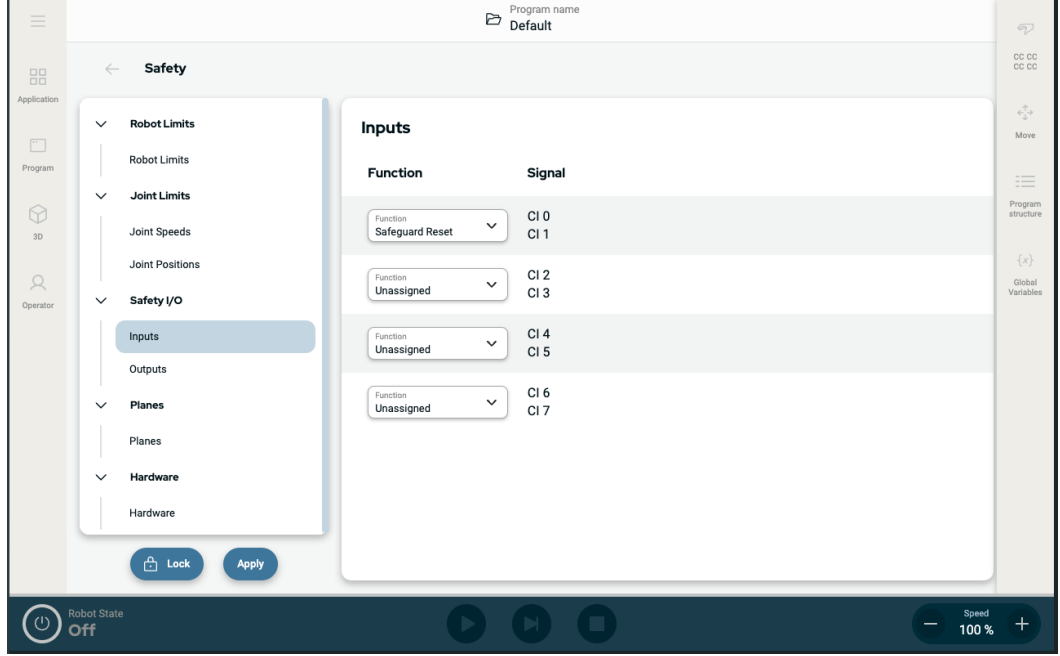 Program name
Default
Safety
Application
Program
3D
Operator
Robot Limits
Robot Limits
Joint Limits
Joint Speeds
Joint Positions
Safety I/O
Inputs
Outputs
Planes
Planes
Hardware
Hardware
Lock
Apply
Inputs
Function Signal
Function
Safeguard Reset
CI 0
CI 1
Function
Unassigned
CI 2
CI 3
Function
Unassigned
CI 4
CI 5
Function
Unassigned
CI 6
CI 7
CC CC
CC CC
Move
Program
structure
{x}
Global
Variables
Robot State
Off
Speed
100 %